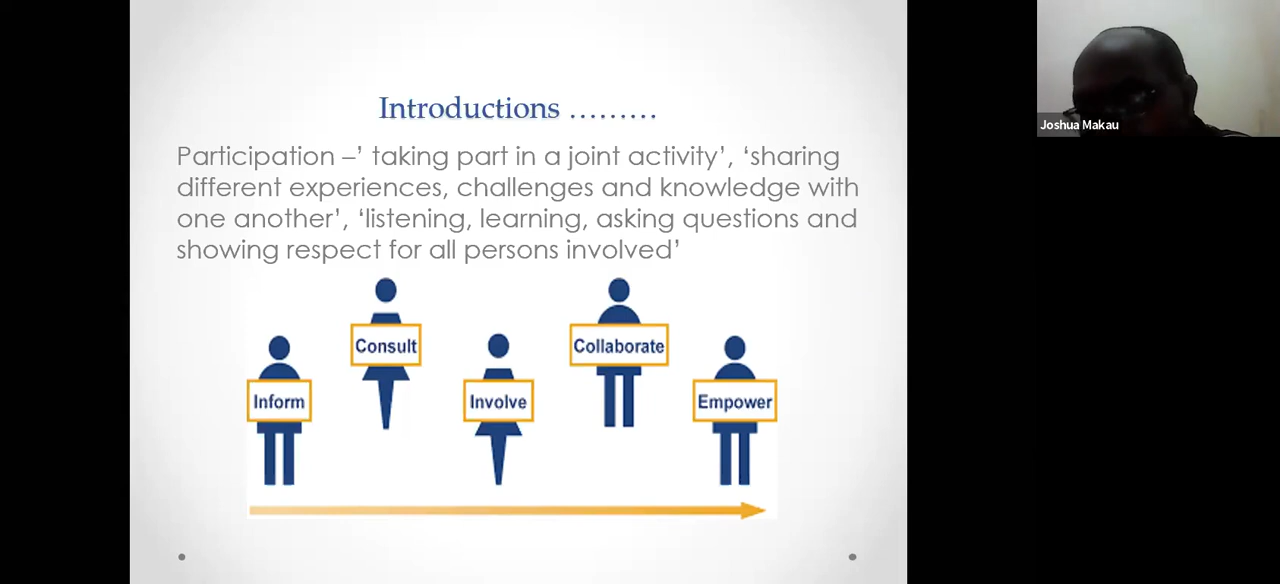 Introductions ………
Participation –’ taking part in a joint activity’, ‘sharing
different experiences, challenges and knowledge with
one another’, ‘listening, learning, asking questions and
showing respect for all persons involved’
Inform
Consult
Involve
Collaborate
Empower
Joshua Makau